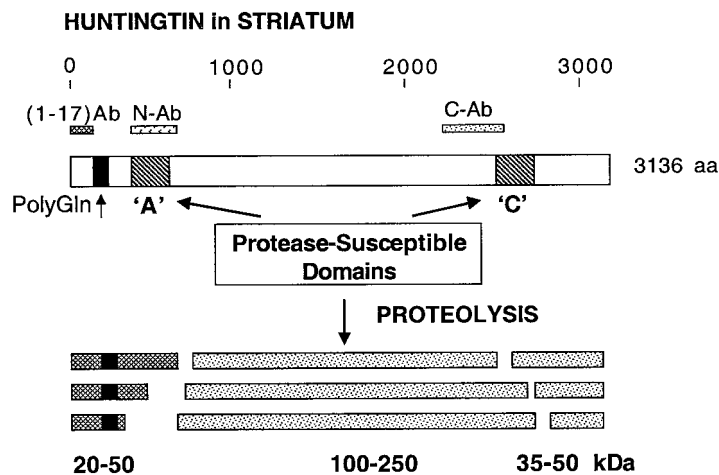 HUNTINGTIN in STRIATUM
0 1000 2000 3000
(1-17)Ab N-Ab C-Ab
3136 aa
PolyGln 'A' 'C'
Protease-Susceptible
Domains
PROTEOLYSIS
20-50 100-250 35-50 kDa